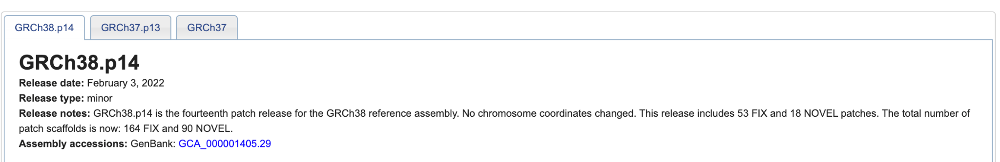 GRCh38.p14 GRCh37.p13 GRCh37
GRCh38.p14
Release date: February 3, 2022
Release type: minor
Release notes: GRCh38.p14 is the fourteenth patch release for the GRCh38 reference assembly. No chromosome coordinates changed. This release includes 53 FIX and 18 NOVEL patches. The total number of
patch scaffolds is now: 164 FIX and 90 NOVEL.
Assembly accessions: GenBank: GCA_000001405.29